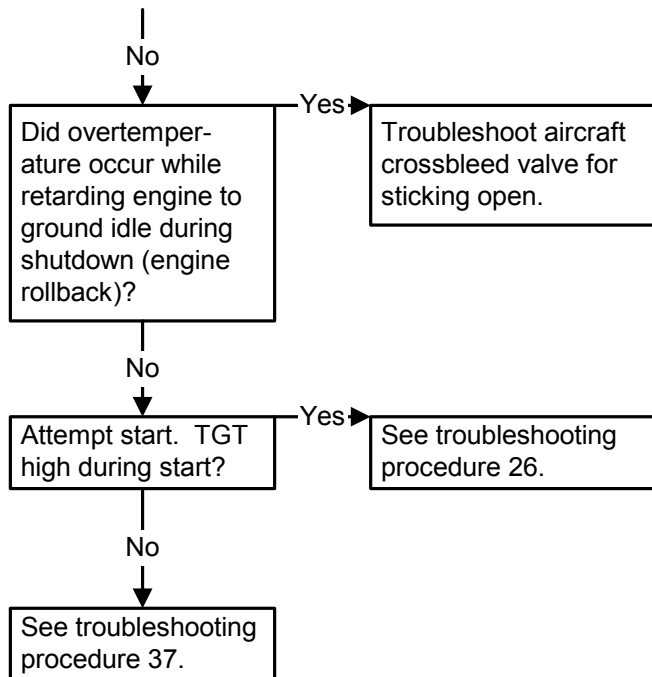 No
Did overtemper-
ature occur while
retarding engine to
ground idle during
shutdown (engine
rollback)?
Yes
Troubleshoot aircraft
crossbleed valve for
sticking open.
No
Attempt start.  TGT
high during start?
Yes
See troubleshooting
procedure 26.
No
See troubleshooting
procedure 37.